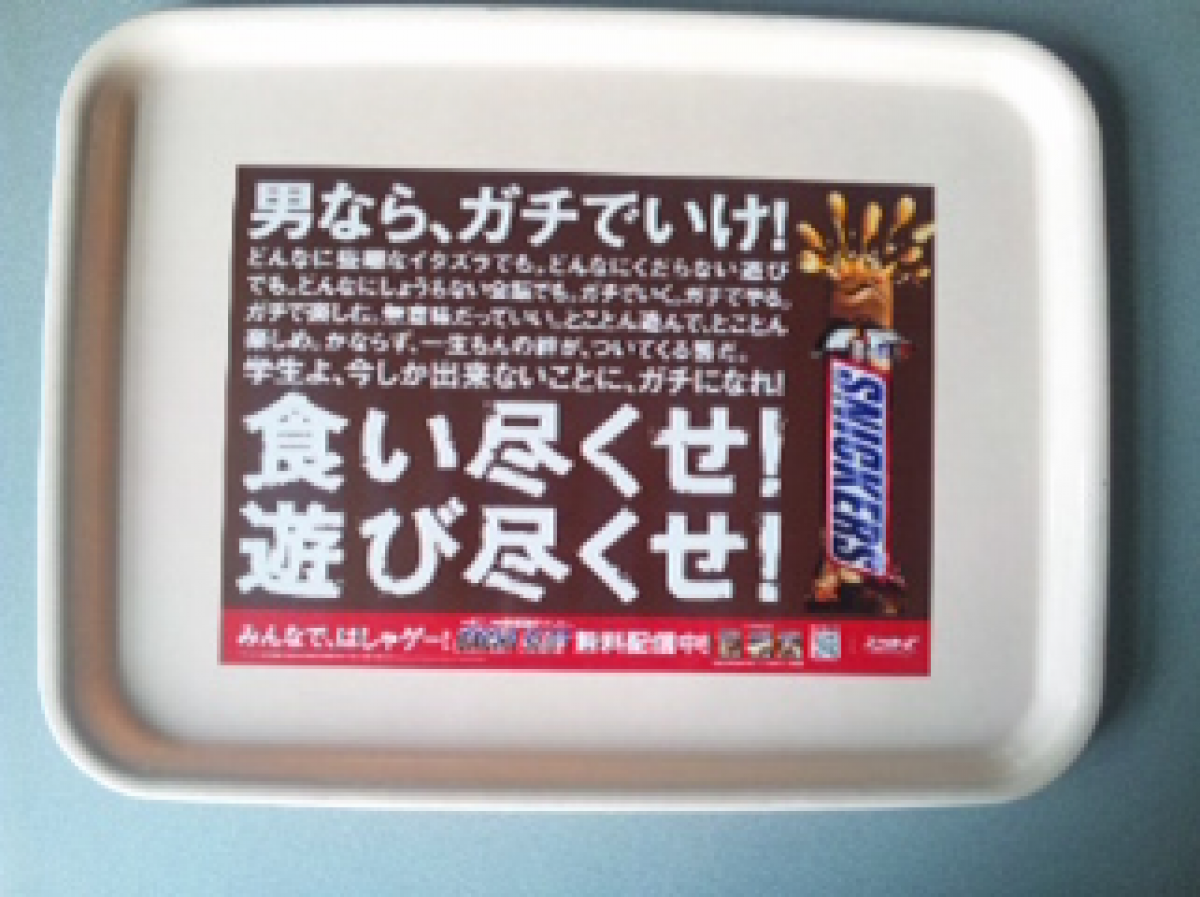 男なら、ガチでいけ!
どんなに些細なイタズラでも。どんなにくだらない遊び
でも。どんなにしょうもない会話でも。ガチでいく。ガチでやる。
ガチで楽しむ。無意味だっていい。とことん遊んで、とことん
楽しめ。かならず、一生もんの絆が、ついてくる筈だ。
学生よ、今しか出来ないことに、ガチになれ!
食い尽くせ!
遊び尽くせ!
SNICKERS
みんなで、はしゃゲー! 無料配信中!